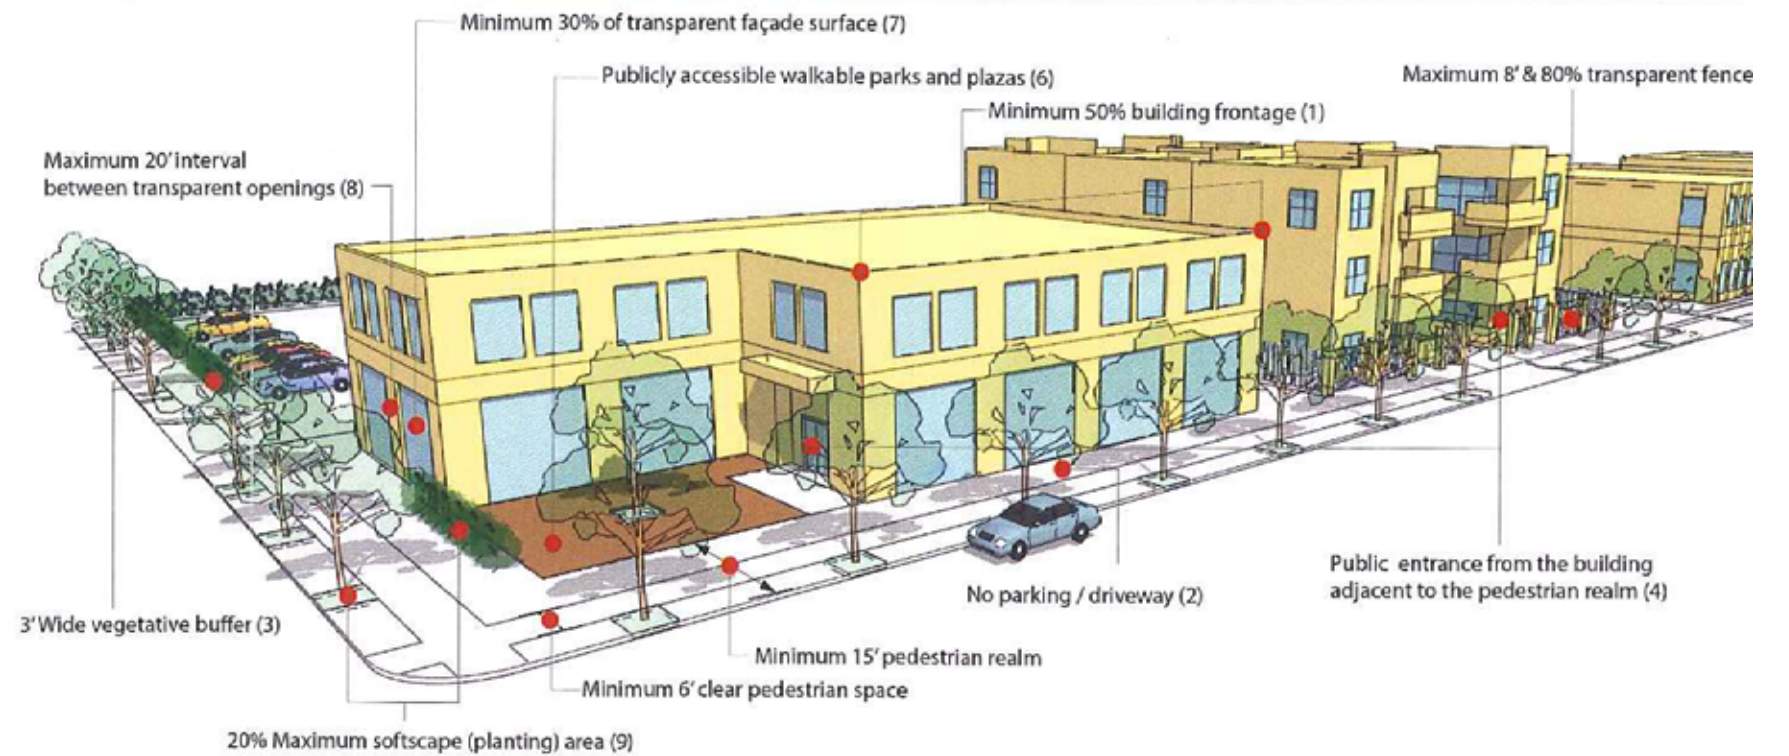 Minimum 30% of transparent façade surface (7)
Publicly accessible walkable parks and plazas (6)
Maximum 8' & 80% transparent fence
Minimum 50% building frontage (1)
Maximum 20' interval
between transparent openings (8)
3' Wide vegetative buffer (3)
No parking / driveway (2)
Public entrance from the building
adjacent to the pedestrian realm (4)
Minimum 15' pedestrian realm
Minimum 6' clear pedestrian space
20% Maximum softscape (planting) area (9)